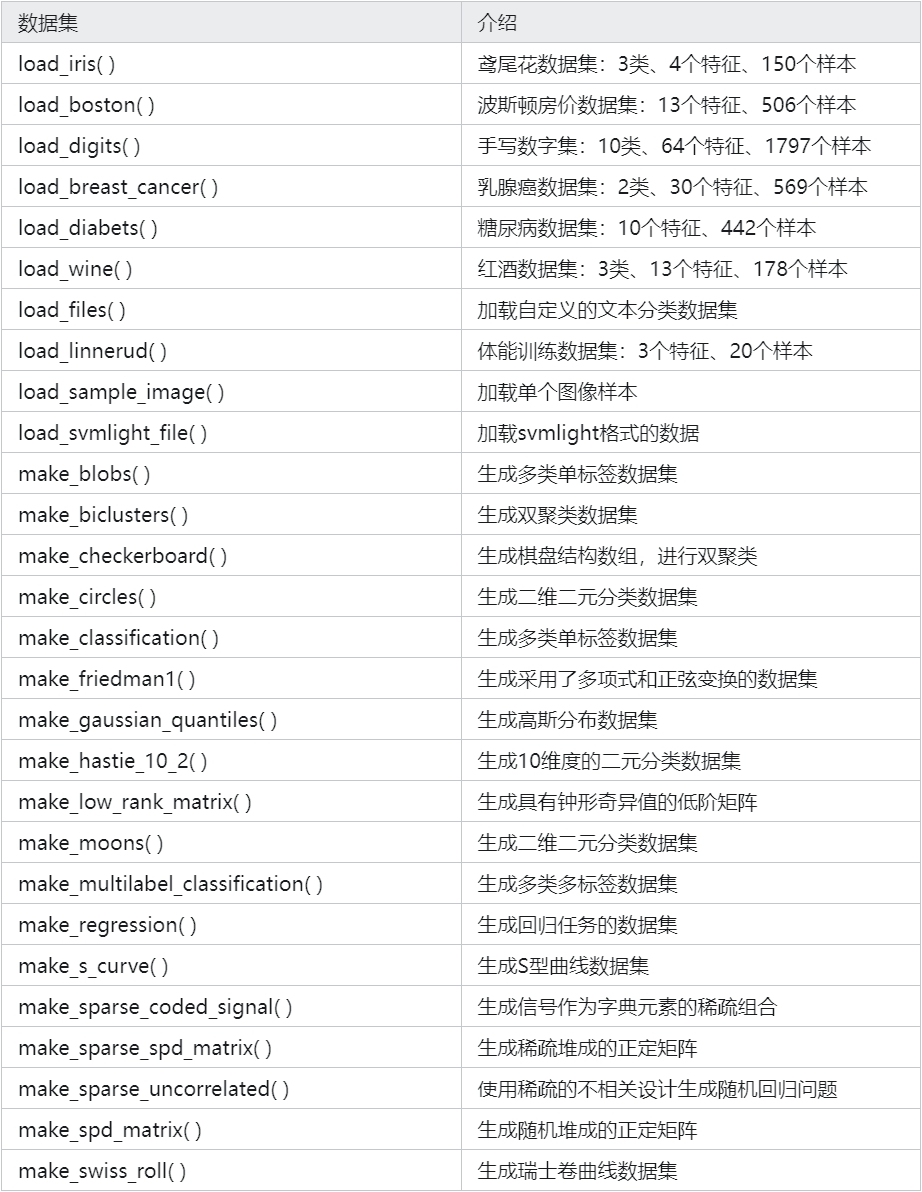 数据集 介绍
load_iris( ) 鸢尾花数据集：3类、4个特征、150个样本
load_boston( ) 波斯顿房价数据集：13个特征、506个样本
load_digits( ) 手写数字集：10类、64个特征、1797个样本
load_breast_cancer( ) 乳腺癌数据集：2类、30个特征、569个样本
load_diabets( ) 糖尿病数据集：10个特征、442个样本
load_wine( ) 红酒数据集：3类、13个特征、178个样本
load_files( ) 加载自定义的文本分类数据集
load_linnerud( ) 体能训练数据集：3个特征、20个样本
load_sample_image( ) 加载单个图像样本
load_svmlight_file( ) 加载svmlight格式的数据
make_blobs( ) 生成多类单标签数据集
make_biclusters( ) 生成双聚类数据集
make_checkerboard( ) 生成棋盘结构数组，进行双聚类
make_circles( ) 生成二维二元分类数据集
make_classification( ) 生成多类单标签数据集
make_friedman1( ) 生成采用了多项式和正弦变换的数据集
make_gaussian_quantiles( ) 生成高斯分布数据集
make_hastie_10_2( ) 生成10维度的二元分类数据集
make_low_rank_matrix( ) 生成具有钟形奇异值的低阶矩阵
make_moons( ) 生成二维二元分类数据集
make_multilabel_classification( ) 生成多类多标签数据集
make_regression( ) 生成回归任务的数据集
make_s_curve( ) 生成S型曲线数据集
make_sparse_coded_signal( ) 生成信号作为字典元素的稀疏组合
make_sparse_spd_matrix( ) 生成稀疏堆成的正定矩阵
make_sparse_uncorrelated( ) 使用稀疏的不相关设计生成随机回归问题
make_spd_matrix( ) 生成随机堆成的正定矩阵
make_swiss_roll( ) 生成瑞士卷曲线数据集